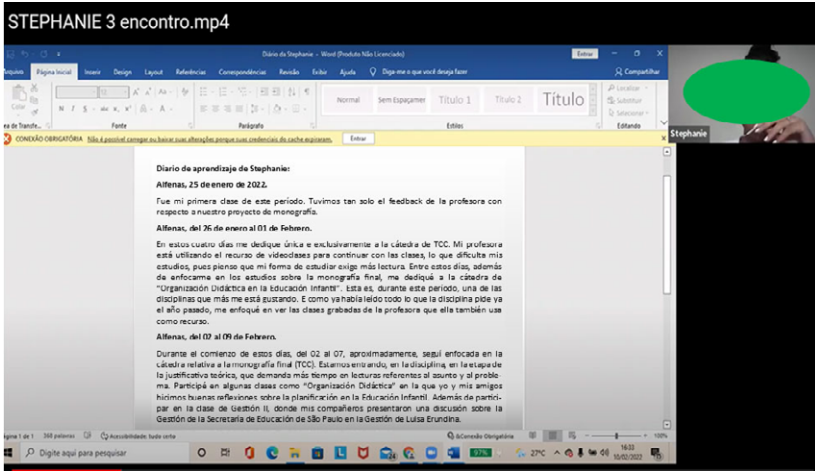 STEPHANIE 3 encontro.mp4
Diário da Stephanie - Word (Produto Não Licenciado)
Entrar
Arquivo Página Inicial Inserir Design Layout Referências Correspondências Revisão Exibir Ajuda Diga-me o que você deseja fazer
Compartilhar
Colar
N I S abc x, x²
Normal
Sem Espaçamen
Título 1
Título 2
Título
Localizar
Substituir
Selecionar
Fonte
Parágrafo
Estilos
Editando
Stephanie
CONEXÃO OBRIGATÓRIA Não é possível carregar ou baixar suas alterações porque suas credenciais do cache expiraram. Entrar
Diario de aprendizaje de Stephanie:
Alfenas, 25 de enero de 2022.
Fue mi primera clase de este periodo. Tuvimos tan solo el feedback de la profesora con
respecto a nuestro proyecto de monografía.
Alfenas, del 26 de enero al 01 de Febrero.
En estos cuatro días me dedique única e exclusivamente a la cátedra de TCC. Mi profesora
está utilizando el recurso de videoclases para continuar con las clases, lo que dificulta mis
estudios, pues pienso que mi forma de estudiar exige más lectura. Entre estos días, además
de enfocarme en los estudios sobre la monografía final, me dediqué a la cátedra de
"Organización Didáctica en la Educación Infantil". Esta es, durante este período, una de las
disciplinas que más me está gustando. E como ya había leído todo lo que la disciplina pide ya
el año pasado, me enfoqué en ver las clases grabadas de la profesora que ella también usa
como recurso.
Alfenas, del 02 al 09 de Febrero.
Durante el comienzo de estos días, del 02 al 07, aproximadamente, seguí enfocada en la
cátedra relativa a la monografía final (TCC). Estamos entrando, en la disciplina, en la etapa de
la justificativa teórica, que demanda más tiempo en lecturas referentes al asunto y al proble-
ma. Participé en algunas clases como "Organización Didáctica" en la que yo y mis amigos
hicimos buenas reflexiones sobre la planificación en la Educación Infantil. Además de partici-
par en la clase de Gestión II, donde mis compañeros presentaron una discusión sobre la
Gestión de la Secretaria de Educación de São Paulo en la Gestión de Luisa Erundina.
Página 1 de 1
368 palavras
Acessibilidade: tudo certo
Conexão Obrigatória
100%
Digite aqui para pesquisar
97%
27°C
16:33
10/02/2022